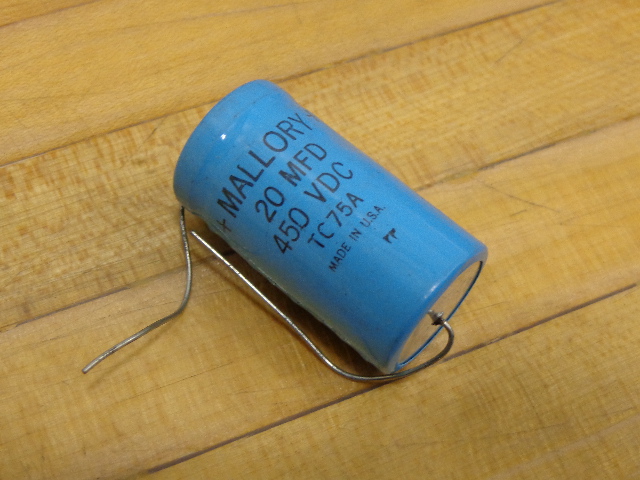 + MALLORY -
20 MFD
450 VDC
TC75A
MADE IN U.S.A.